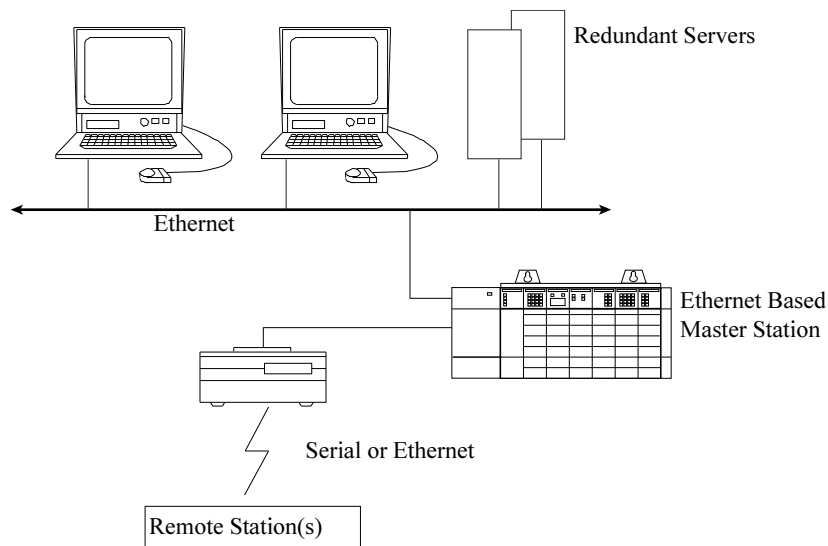 Redundant Servers
Ethernet
Ethernet Based
Master Station
Serial or Ethernet
Remote Station(s)